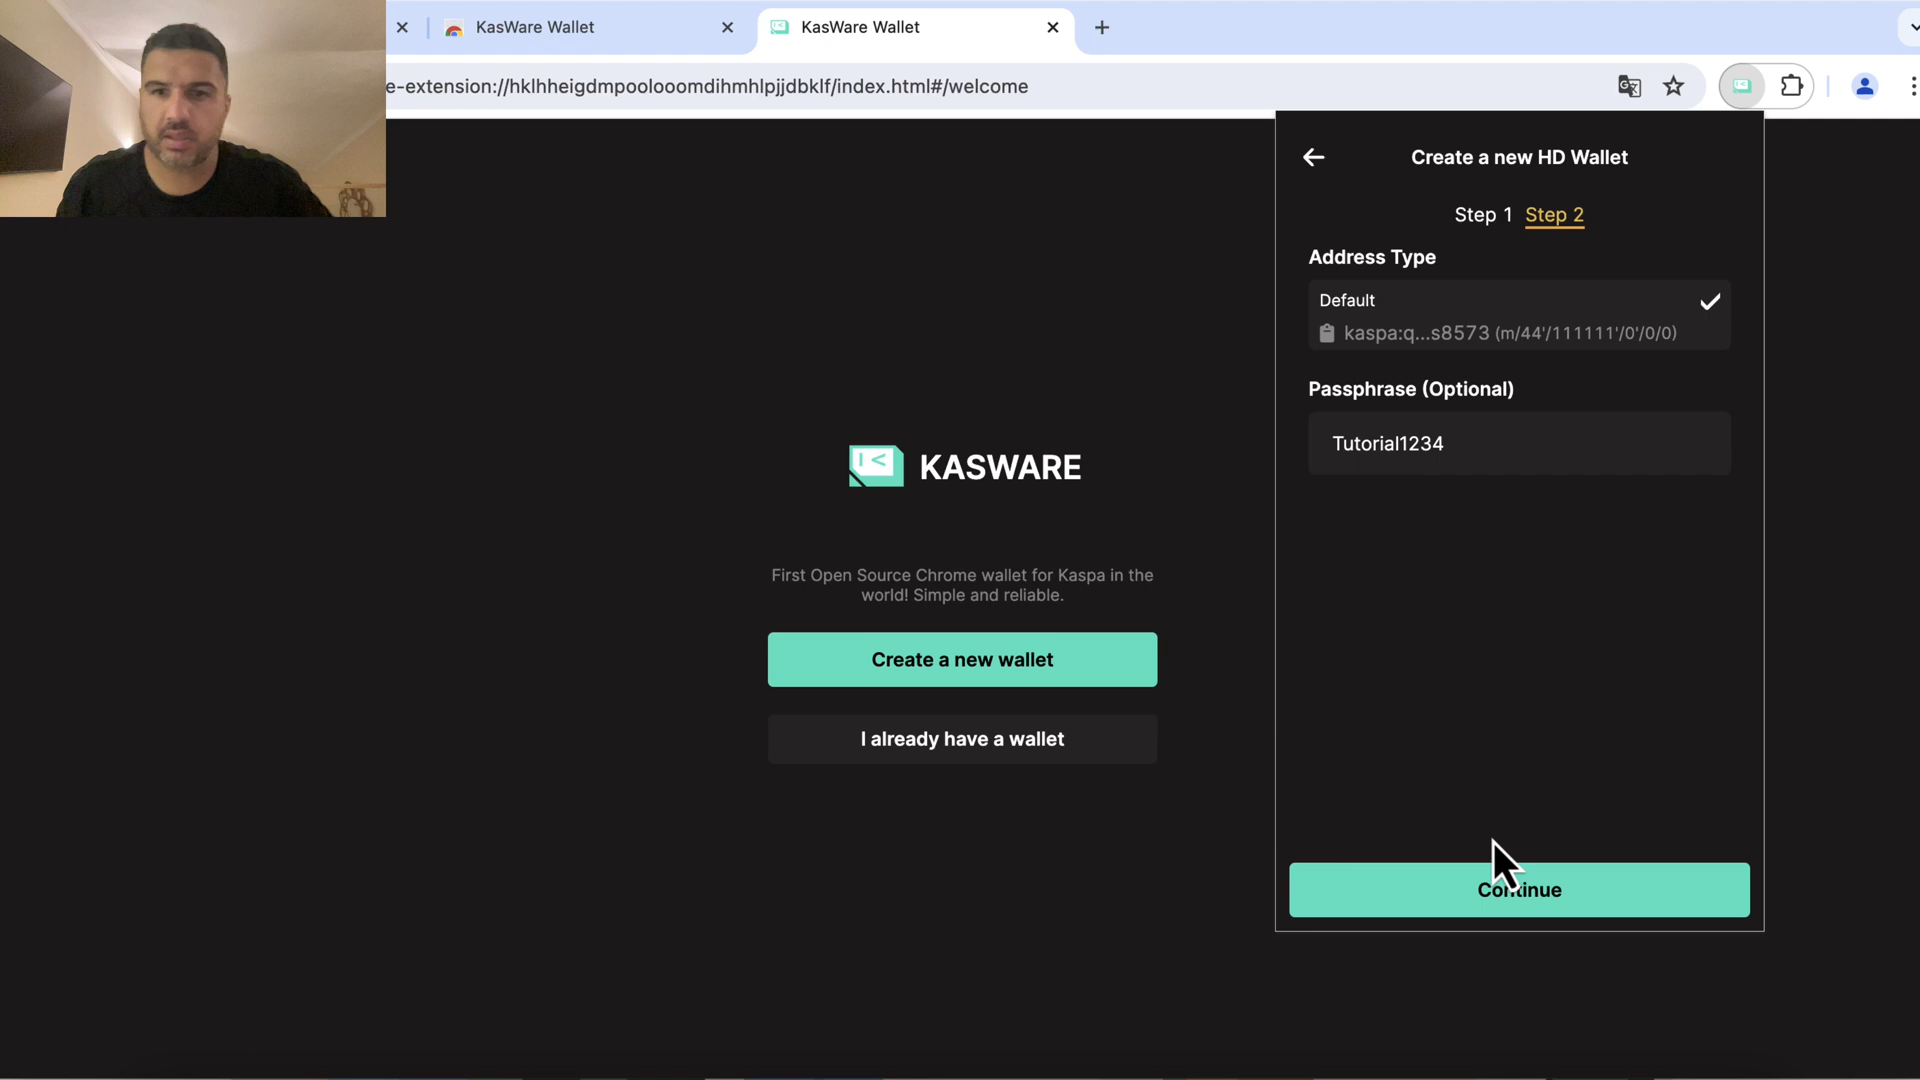 KasWare Wallet
KasWare Wallet
e-extension://hklhheigdmpoolooomdihmhlpjjdbklf/index.html#/welcome
Create a new HD Wallet
Step 1 Step 2
Address Type
Default
kaspa:q...s8573 (m/44'/111111'/0'/0/0)
Passphrase (Optional)
Tutorial1234
Continue
KASWARE
First Open Source Chrome wallet for Kaspa in the
world! Simple and reliable.
Create a new wallet
I already have a wallet